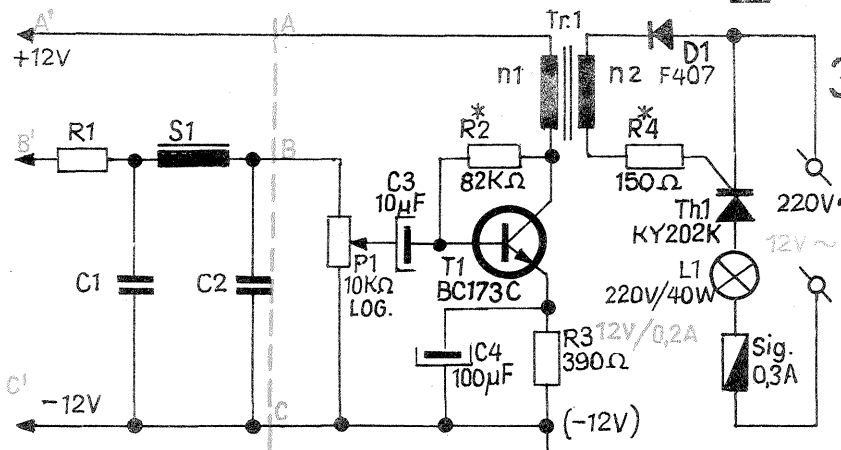 A'
+12V
A
Tr.1
n1
n2
D1
F407
B'
R1
S1
B
R2*
82KΩ
R4*
150Ω
C3
10µF
P1
10KΩ
LOG.
T1
BC173C
Th.1
KY202K
220V~
12V~
L1
220V/40W
12V/0,2A
C1
C2
C4
100µF
R3
390Ω
Sig.
0,3A
C'
-12V
C
(-12V)